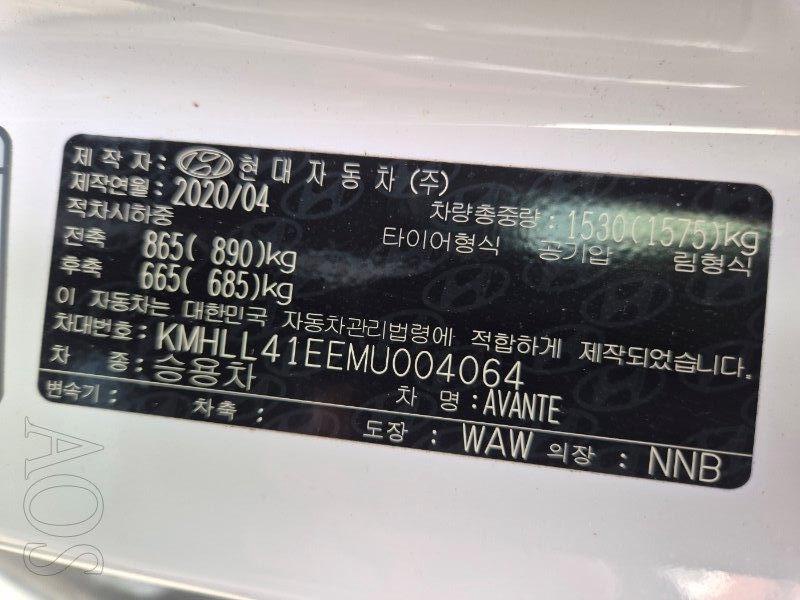 제 작 자 : 현대자동차(주)
제작연월: 2020/04 차량총중량 : 1530(1575)kg
적차시하중 타이어형식 공기압 림형식
전축 865( 890)kg
후축 665( 685)kg
이 자동차는 대한민국 자동차관리법령에 적합하게 제작되었습니다.
차대번호: KMHLL41EEMU004064
차 종: 승용차 차 명: AVANTE
변속기: 차축: 도장: WAW 의장: NNB
AOS